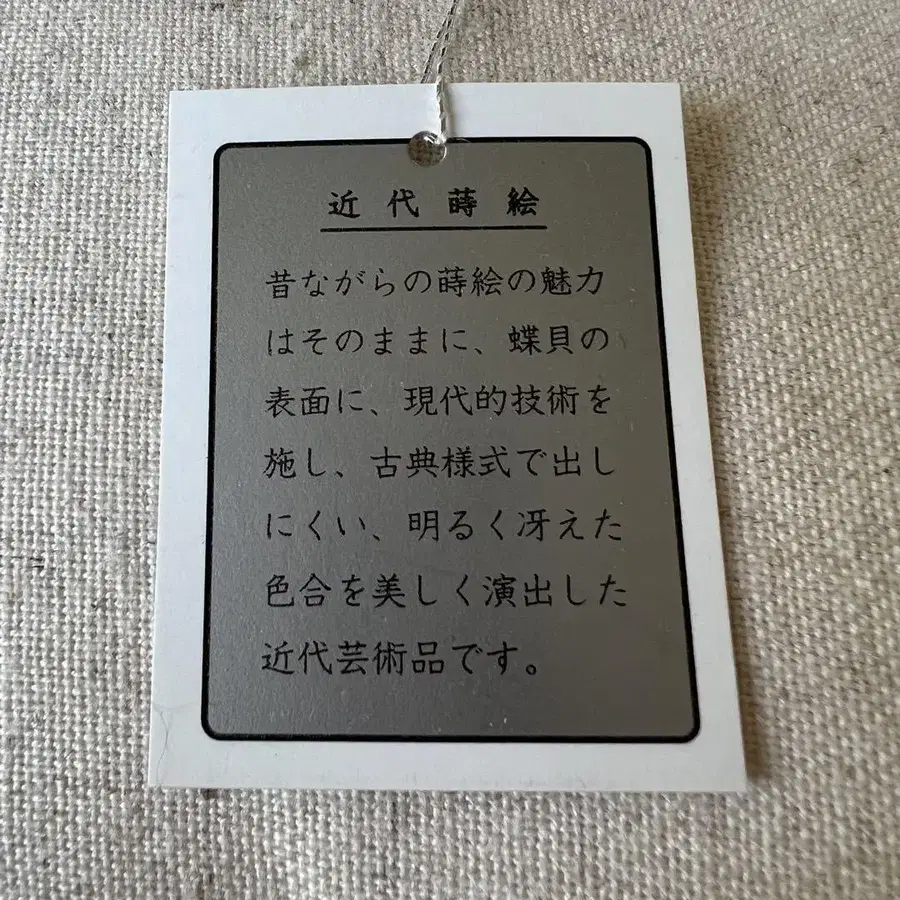 近代蒔絵
昔ながらの蒔絵の魅力
はそのままに、蝶貝の
表面に、現代的技術を
施し、古典様式で出し
にくい、明るく冴えた
色合を美しく演出した
近代芸術品です。